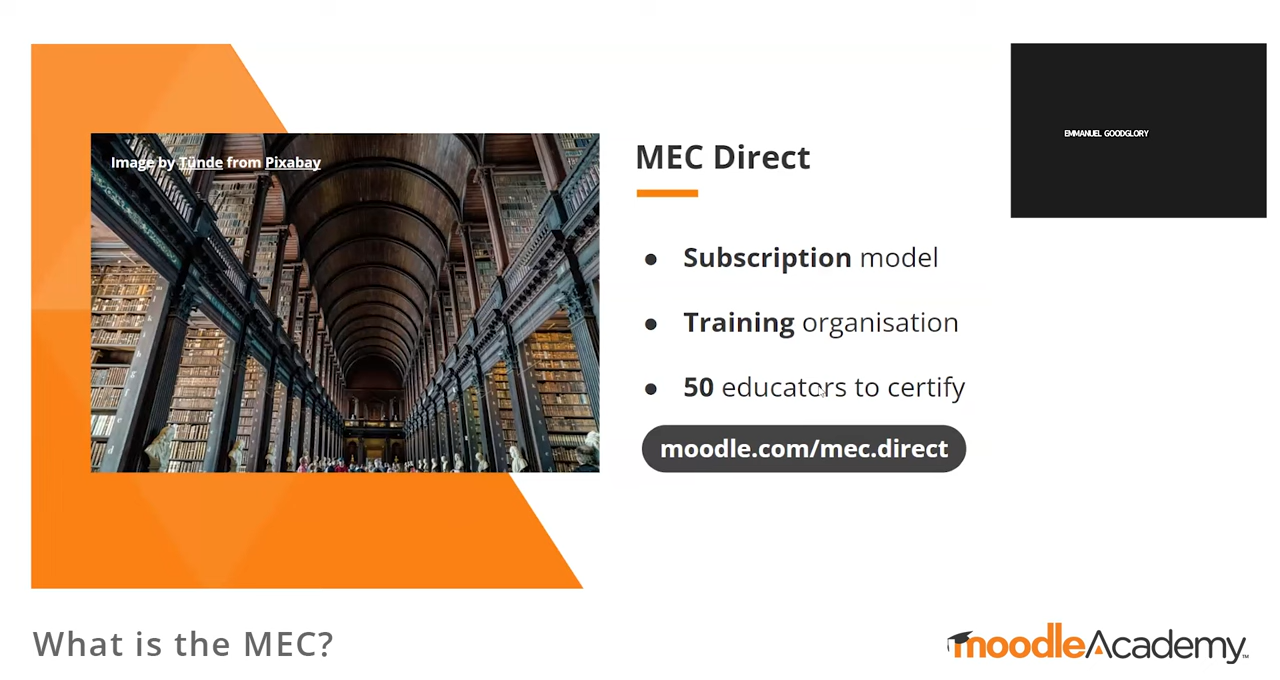 Image by Tünde from Pixabay
MEC Direct
EMMANUEL GOODGLORY
● Subscription model
● Training organisation
● 50 educators to certify
moodle.com/mec.direct
What is the MEC?
moodleAcademy™